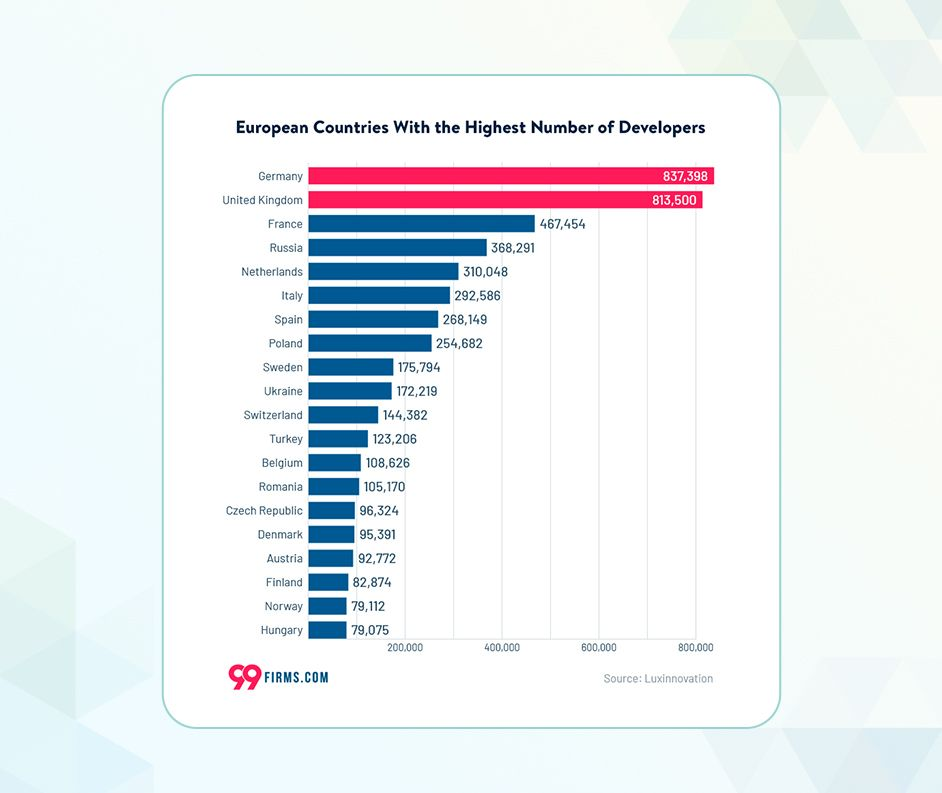 European Countries With the Highest Number of Developers
Germany 837,398
United Kingdom 813,500
France 467,454
Russia 368,291
Netherlands 310,048
Italy 292,586
Spain 268,149
Poland 254,682
Sweden 175,794
Ukraine 172,219
Switzerland 144,382
Turkey 123,206
Belgium 108,626
Romania 105,170
Czech Republic 96,324
Denmark 95,391
Austria 92,772
Finland 82,874
Norway 79,112
Hungary 79,075
200,000 400,000 600,000 800,000
99FIRMS.COM Source: Luxinnovation